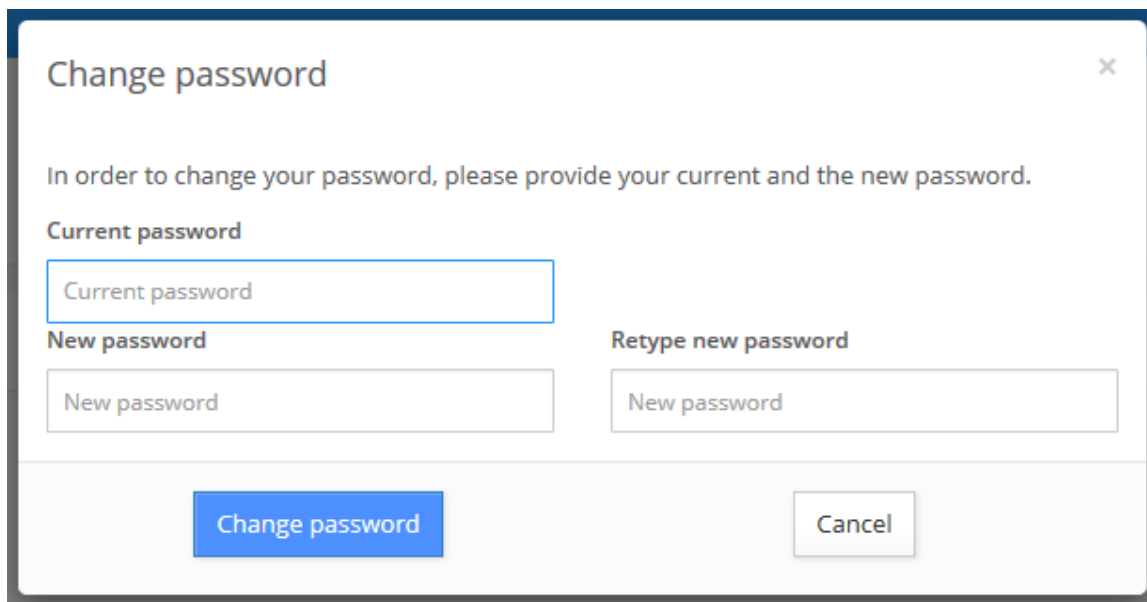 Change password
×
In order to change your password, please provide your current and the new password.
Current password
Current password
New password
Retype new password
New password
New password
Change password
Cancel